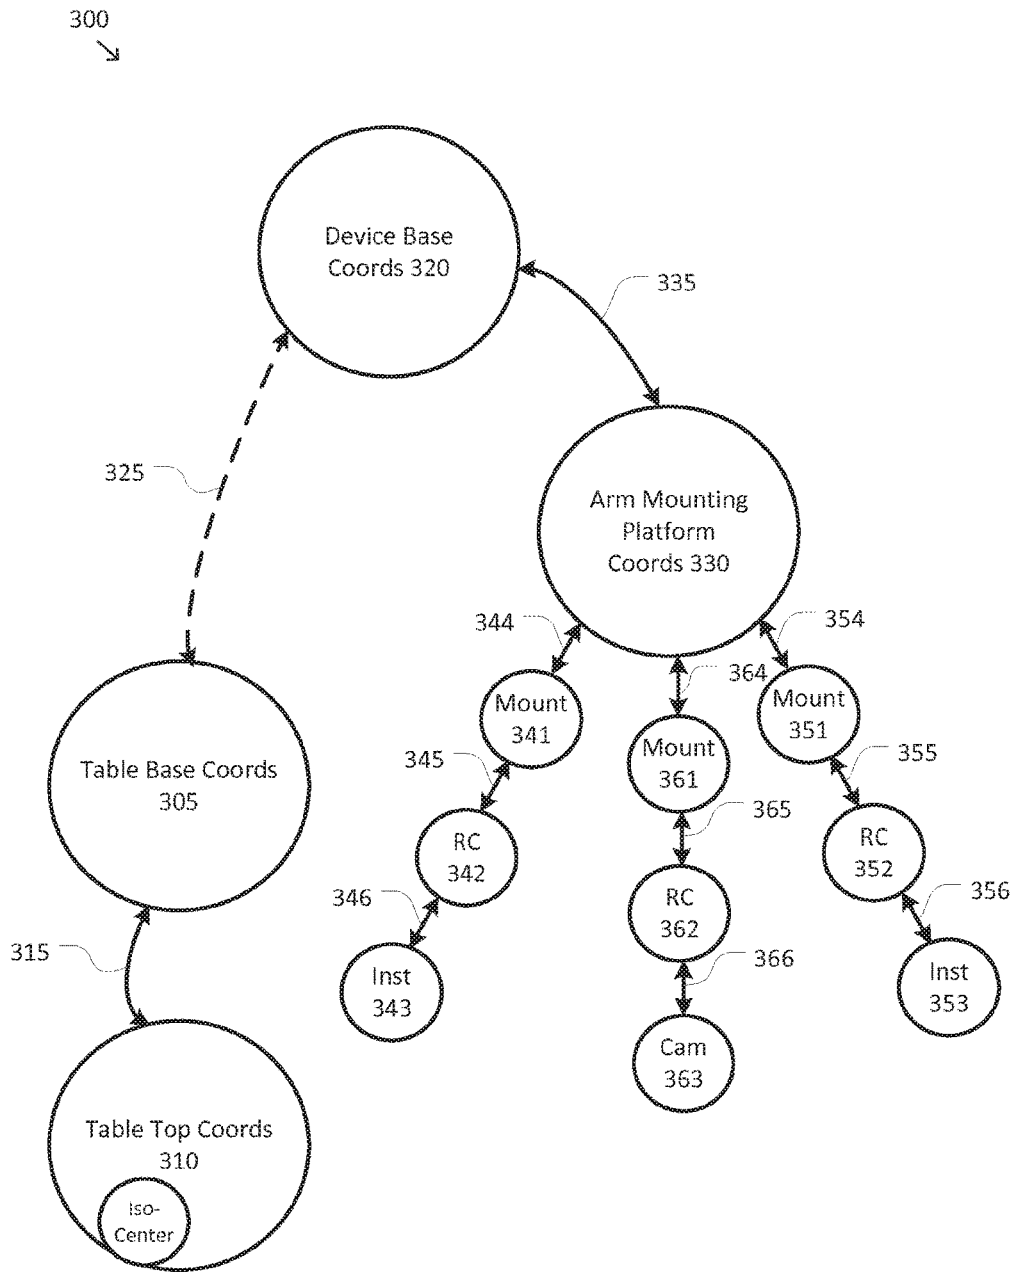 300
Device Base
Coords 320
335
325
Arm Mounting
Platform
Coords 330
344
354
364
Mount
341
Mount
351
Mount
361
345
355
Table Base Coords
305
365
RC
342
RC
352
346
RC
362
356
315
366
Inst
343
Inst
353
Cam
363
Table Top Coords
310
Iso-
Center